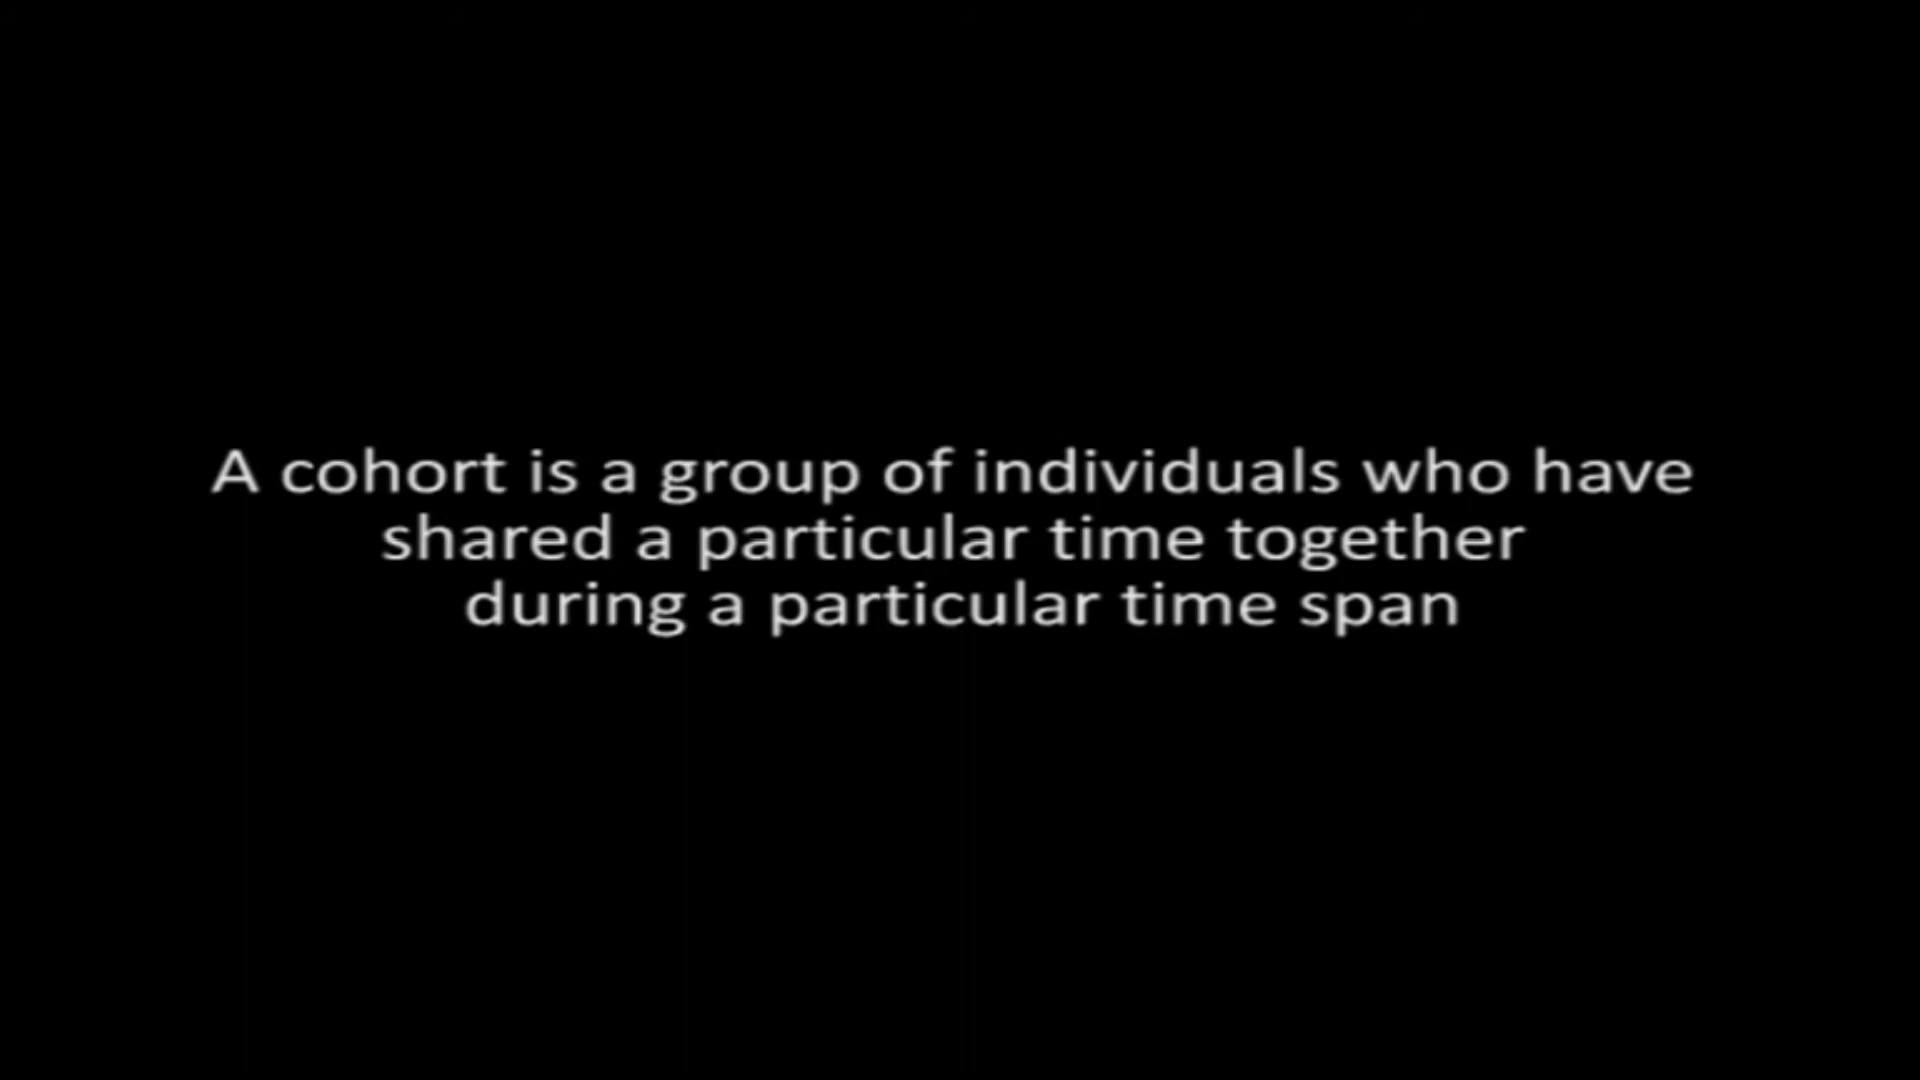 A cohort is a group of individuals who have
shared a particular time together
during a particular time span